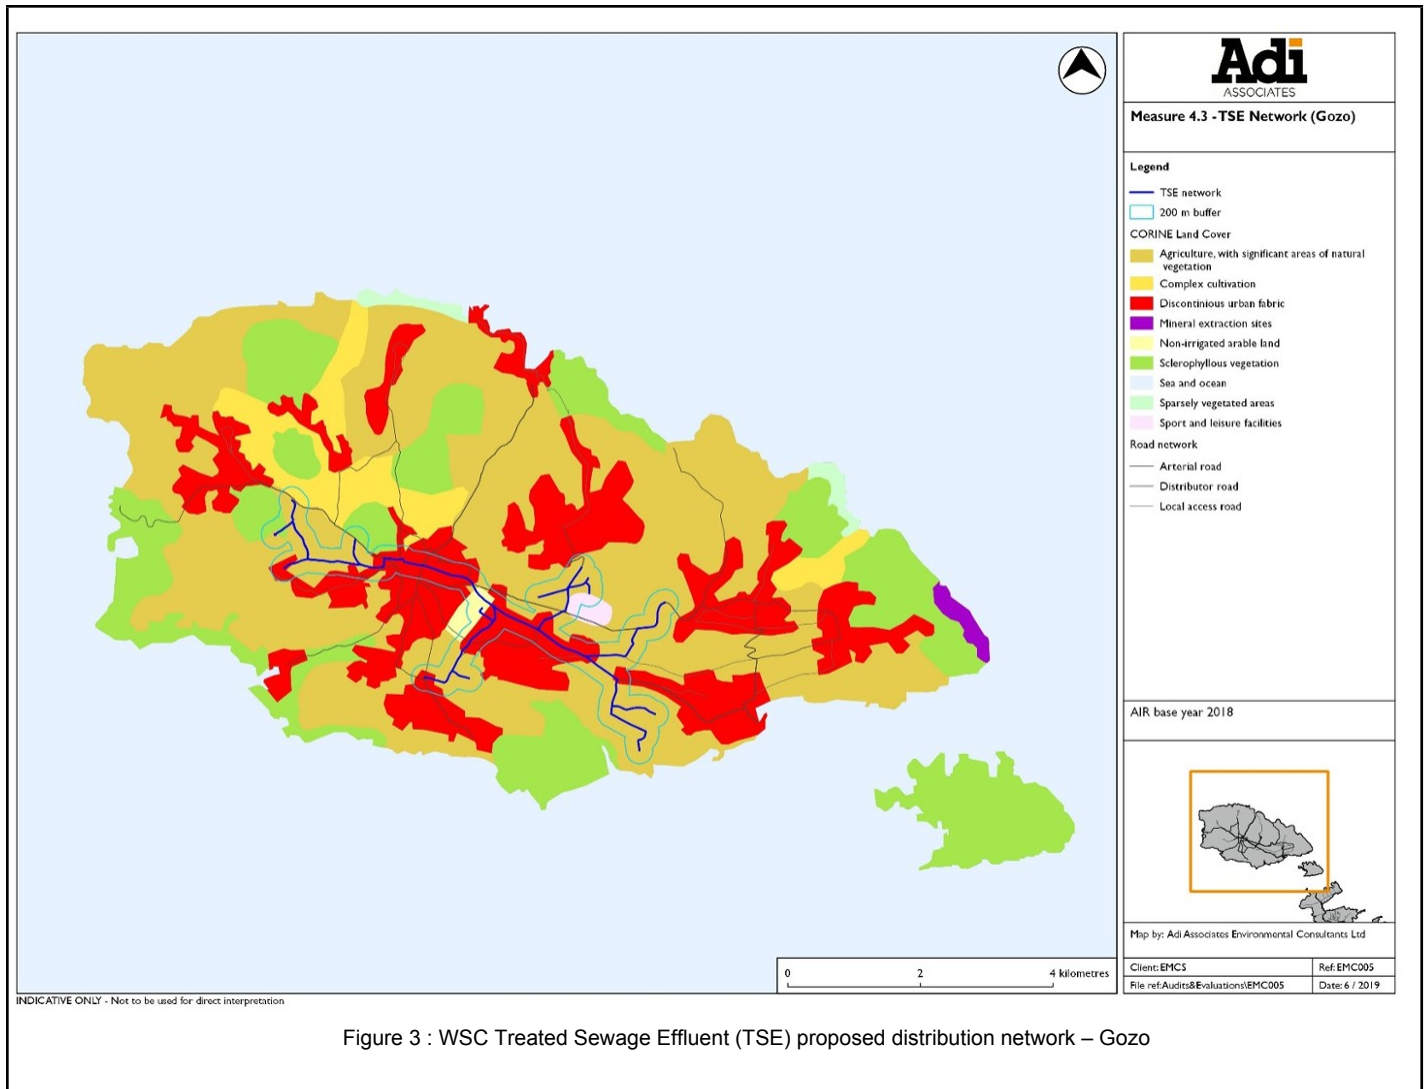 Adi
ASSOCIATES
Measure 4.3 - TSE Network (Gozo)
Legend
TSE network
200 m buffer
CORINE Land Cover
Agriculture, with significant areas of natural
vegetation
Complex cultivation
Discontinious urban fabric
Mineral extraction sites
Non-irrigated arable land
Sclerophyllous vegetation
Sea and ocean
Sparsely vegetated areas
Sport and leisure facilities
Road network
Arterial road
Distributor road
Local access road
AIR base year 2018
Map by: Adi Associates Environmental Consultants Ltd
Client: EMCS
Ref: EMC005
File ref: Audits&Evaluations\EMC005
Date: 6 / 2019
0 2 4 kilometres
INDICATIVE ONLY - Not to be used for direct interpretation
Figure 3 : WSC Treated Sewage Effluent (TSE) proposed distribution network – Gozo